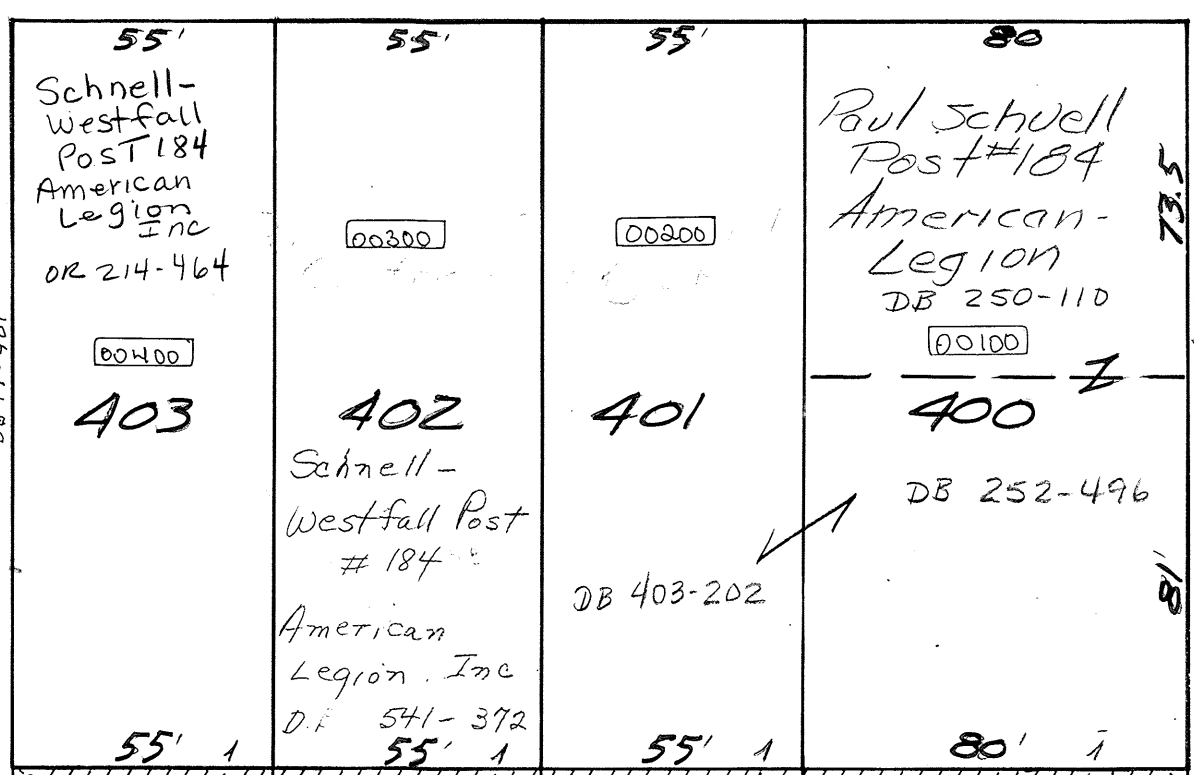 55'
Schnell-
Westfall
Post 184
American
Legion
Inc
OR 214-464
00400
403
55' 1
55'
00300
402
Schnell-
Westfall Post
# 184
American
Legion. Inc
541-372
55' 1
55'
00200
401
DB 403-202
55' 1
80
Paul Schnell
Post #184
American-
Legion
DB 250-110
73.5
00100
400
DB 252-496
81'
80' 1